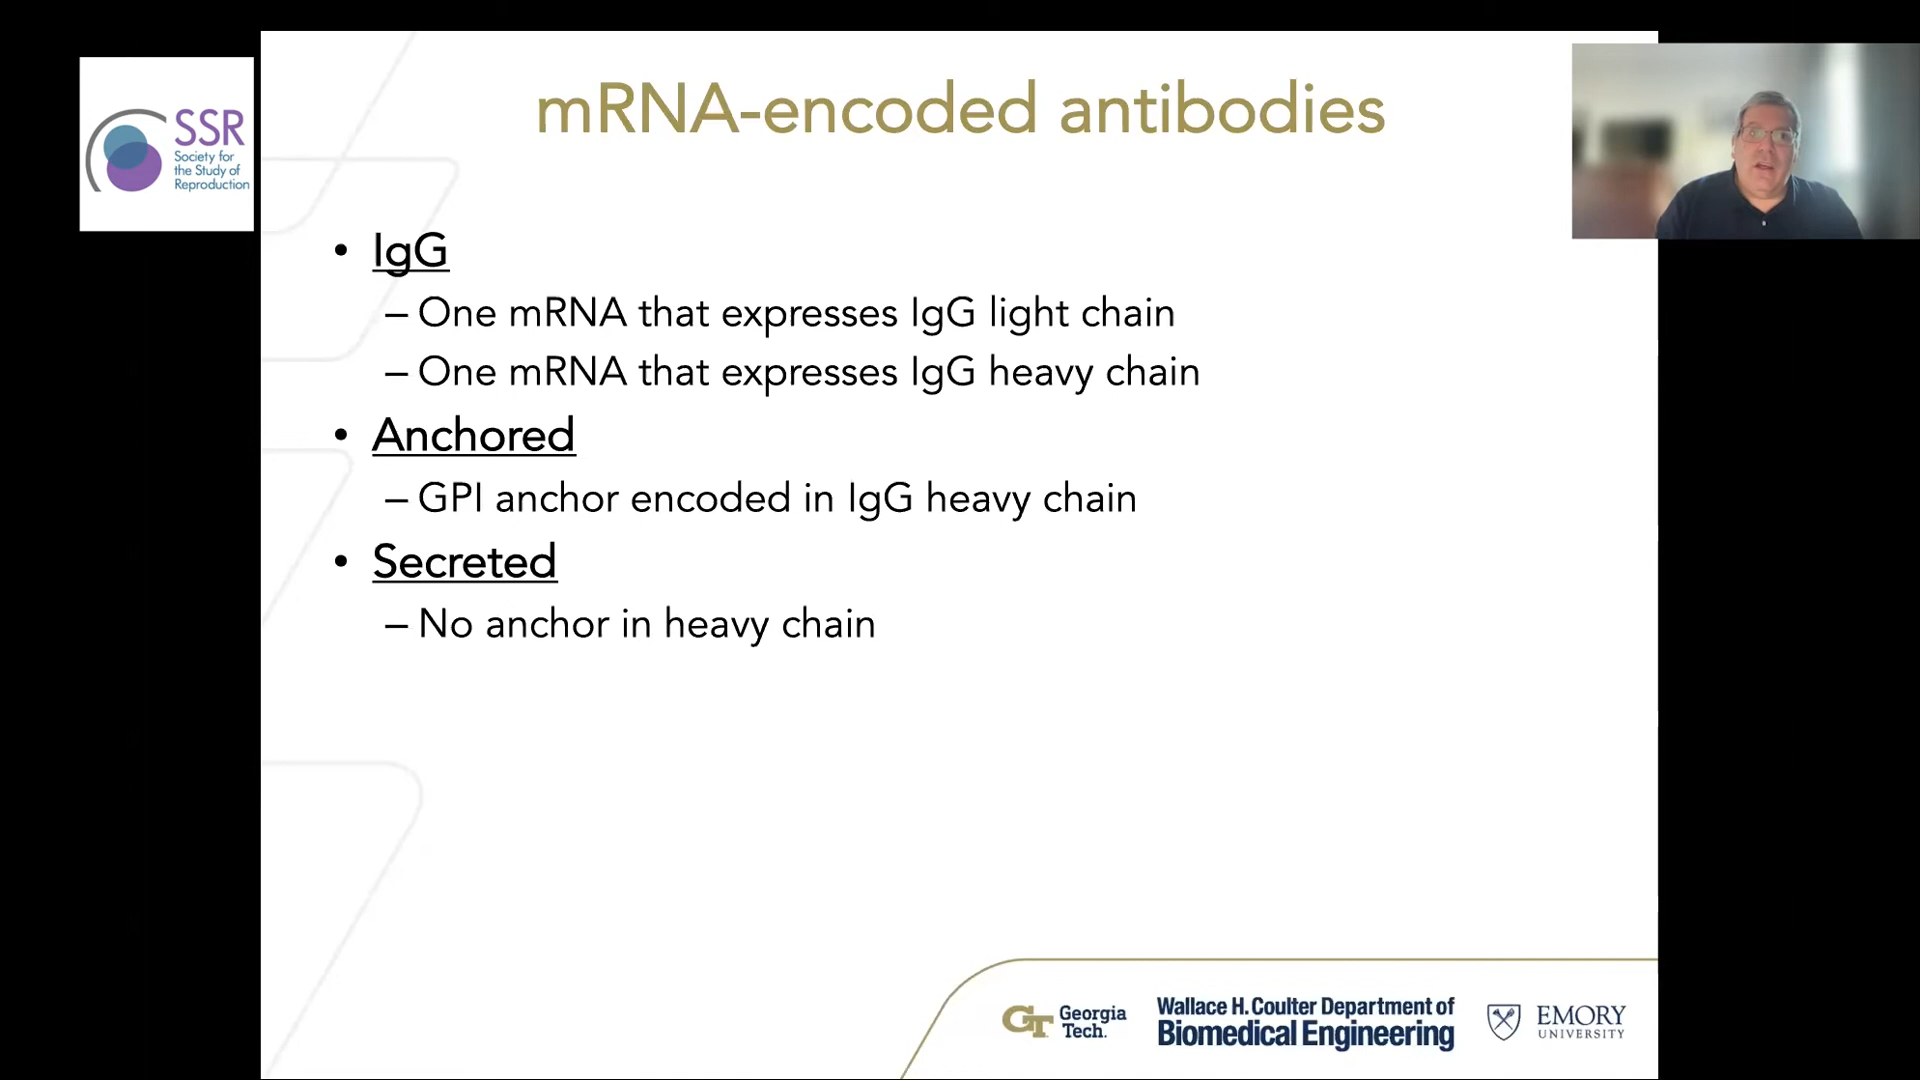 SSR
Society for
the Study of
Reproduction
mRNA-encoded antibodies
• IgG
– One mRNA that expresses IgG light chain
– One mRNA that expresses IgG heavy chain
• Anchored
– GPI anchor encoded in IgG heavy chain
• Secreted
– No anchor in heavy chain
GT
Georgia
Tech.
Wallace H. Coulter Department of
Biomedical Engineering
EMORY
UNIVERSITY